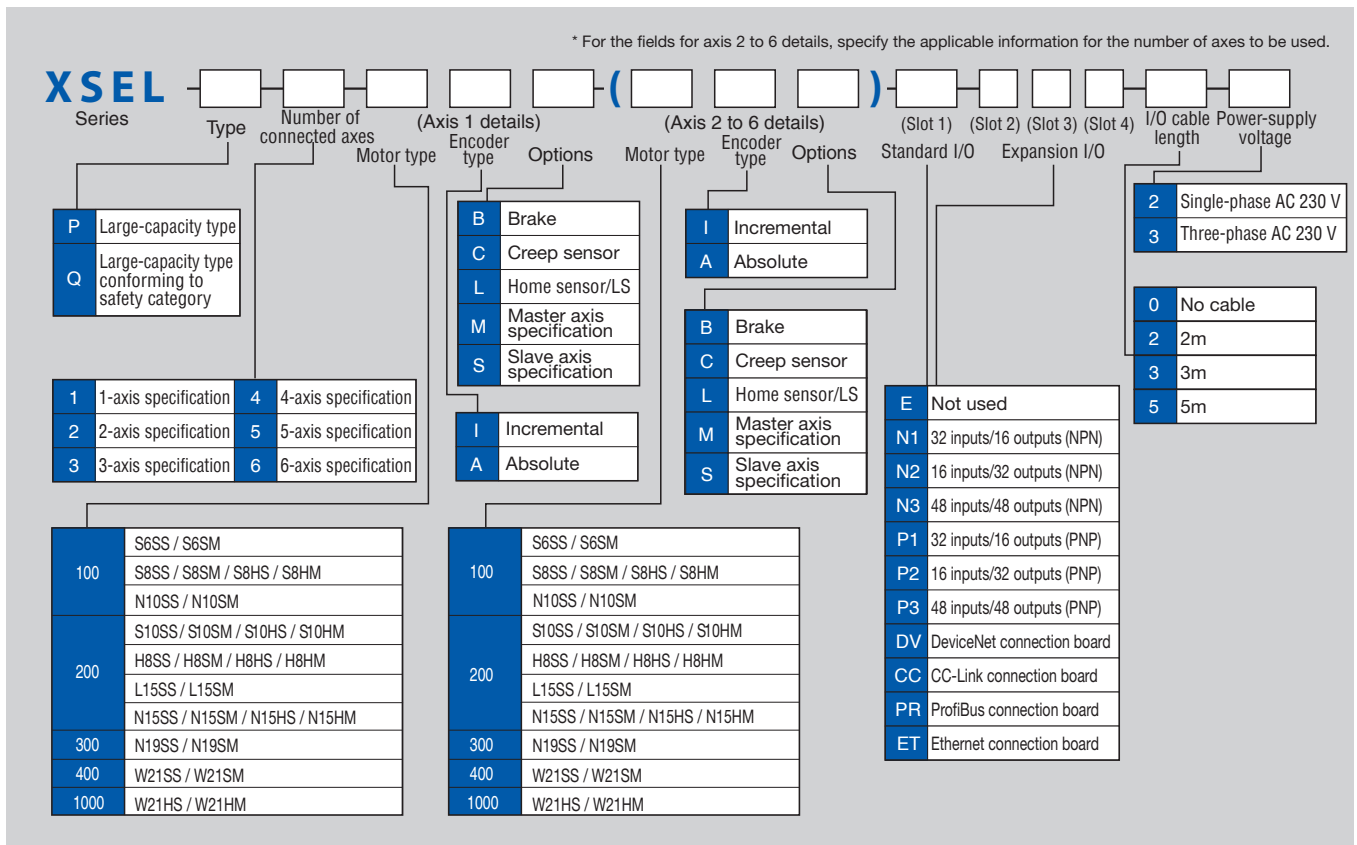 * For the fields for axis 2 to 6 details, specify the applicable information for the number of axes to be used.
XSEL - - - ( ) - - - -
Series
Type
Number of
connected axes
(Axis 1 details)
Motor type
Encoder
type
Options
(Axis 2 to 6 details)
Motor type
Encoder
type
Options
(Slot 1) (Slot 2) (Slot 3) (Slot 4)
Standard I/O
Expansion I/O
I/O cable
length
Power-supply
voltage
P Large-capacity type
Q Large-capacity type
conforming to
safety category
1 1-axis specification 4 4-axis specification
2 2-axis specification 5 5-axis specification
3 3-axis specification 6 6-axis specification
B Brake
C Creep sensor
L Home sensor/LS
M Master axis
specification
S Slave axis
specification
I Incremental
A Absolute
I Incremental
A Absolute
B Brake
C Creep sensor
L Home sensor/LS
M Master axis
specification
S Slave axis
specification
2 Single-phase AC 230 V
3 Three-phase AC 230 V
0 No cable
2 2m
3 3m
5 5m
E Not used
N1 32 inputs/16 outputs (NPN)
N2 16 inputs/32 outputs (NPN)
N3 48 inputs/48 outputs (NPN)
P1 32 inputs/16 outputs (PNP)
P2 16 inputs/32 outputs (PNP)
P3 48 inputs/48 outputs (PNP)
DV DeviceNet connection board
CC CC-Link connection board
PR ProfiBus connection board
ET Ethernet connection board
100 S6SS / S6SM
S8SS / S8SM / S8HS / S8HM
N10SS / N10SM
200 S10SS/ S10SM / S10HS / S10HM
H8SS / H8SM / H8HS / H8HM
L15SS / L15SM
N15SS / N15SM / N15HS / N15HM
300 N19SS / N19SM
400 W21SS / W21SM
1000 W21HS / W21HM
100 S6SS / S6SM
S8SS / S8SM / S8HS / S8HM
N10SS / N10SM
200 S10SS / S10SM / S10HS / S10HM
H8SS / H8SM / H8HS / H8HM
L15SS / L15SM
N15SS / N15SM / N15HS / N15HM
300 N19SS / N19SM
400 W21SS / W21SM
1000 W21HS / W21HM